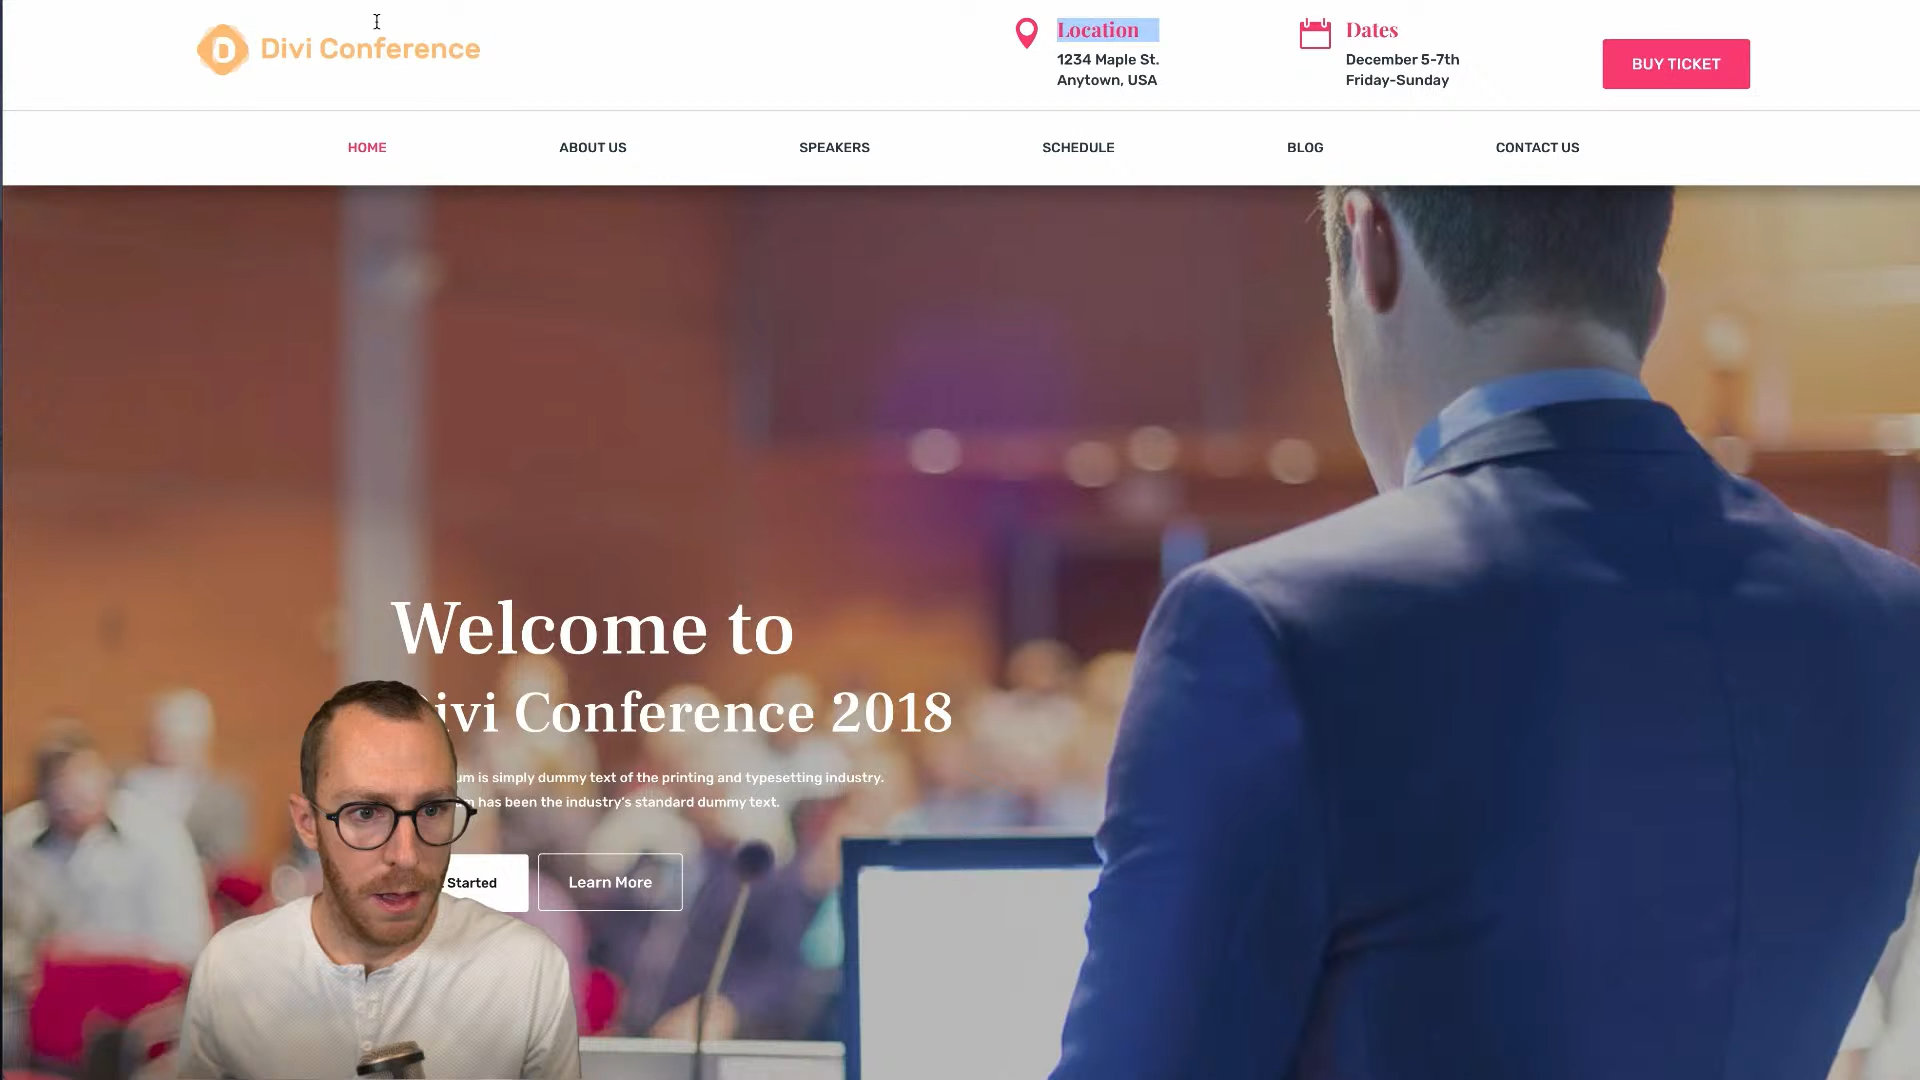 Divi Conference
Location
1234 Maple St.
Anytown, USA
Dates
December 5-7th
Friday-Sunday
BUY TICKET
HOME
ABOUT US
SPEAKERS
SCHEDULE
BLOG
CONTACT US
Welcome to
ivi Conference 2018
um is simply dummy text of the printing and typesetting industry.
has been the industry's standard dummy text.
Started
Learn More